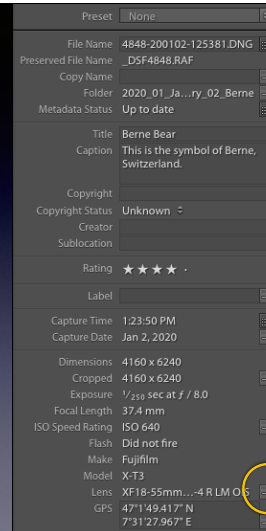 Preset None
File Name 4848-200102-125381.DNG
Preserved File Name _DSF4848.RAF
Copy Name
Folder 2020_01_Ja...ry_02_Berne
Metadata Status Up to date
Title Berne Bear
Caption This is the symbol of Berne,
Switzerland.
Copyright
Copyright Status Unknown
Creator
Sublocation
Rating ★★★★ ·
Label
Capture Time 1:23:50 PM
Capture Date Jan 2, 2020
Dimensions 4160 x 6240
Cropped 4160 x 6240
Exposure 1/250 sec at ƒ / 8.0
Focal Length 37.4 mm
ISO Speed Rating ISO 640
Flash Did not fire
Make Fujifilm
Model X-T3
Lens XF18-55mm...-4 R LM OIS
GPS 47°1'49.417" N
7°31'27.967" E